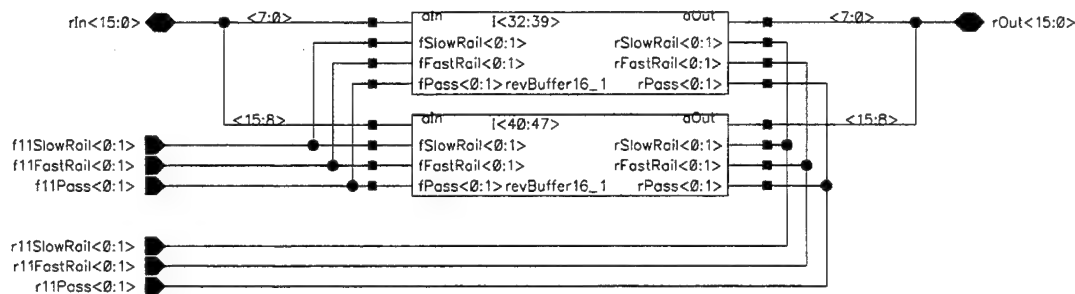 rIn<15:0> <7:0> aIn I<32:39> aOut <7:0> rOut<15:0>
fSlowRail<0:1> rSlowRail<0:1>
fFastRail<0:1> rFastRail<0:1>
fPass<0:1> revBuffer16_1 rPass<0:1>
<15:8> aIn I<40:47> aOut <15:8>
f11SlowRail<0:1> fSlowRail<0:1> rSlowRail<0:1>
f11FastRail<0:1> fFastRail<0:1> rFastRail<0:1>
f11Pass<0:1> fPass<0:1> revBuffer16_1 rPass<0:1>
r11SlowRail<0:1>
r11FastRail<0:1>
r11Pass<0:1>